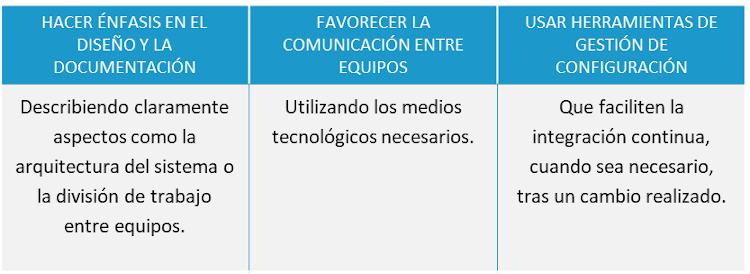 HACER ÉNFASIS EN EL
DISEÑO Y LA
DOCUMENTACIÓN
FAVORECER LA
COMUNICACIÓN ENTRE
EQUIPOS
USAR HERRAMIENTAS DE
GESTIÓN DE
CONFIGURACIÓN
Describiendo claramente
aspectos como la
arquitectura del sistema o
la división de trabajo
entre equipos.
Utilizando los medios
tecnológicos necesarios.
Que faciliten la
integración continua,
cuando sea necesario,
tras un cambio realizado.